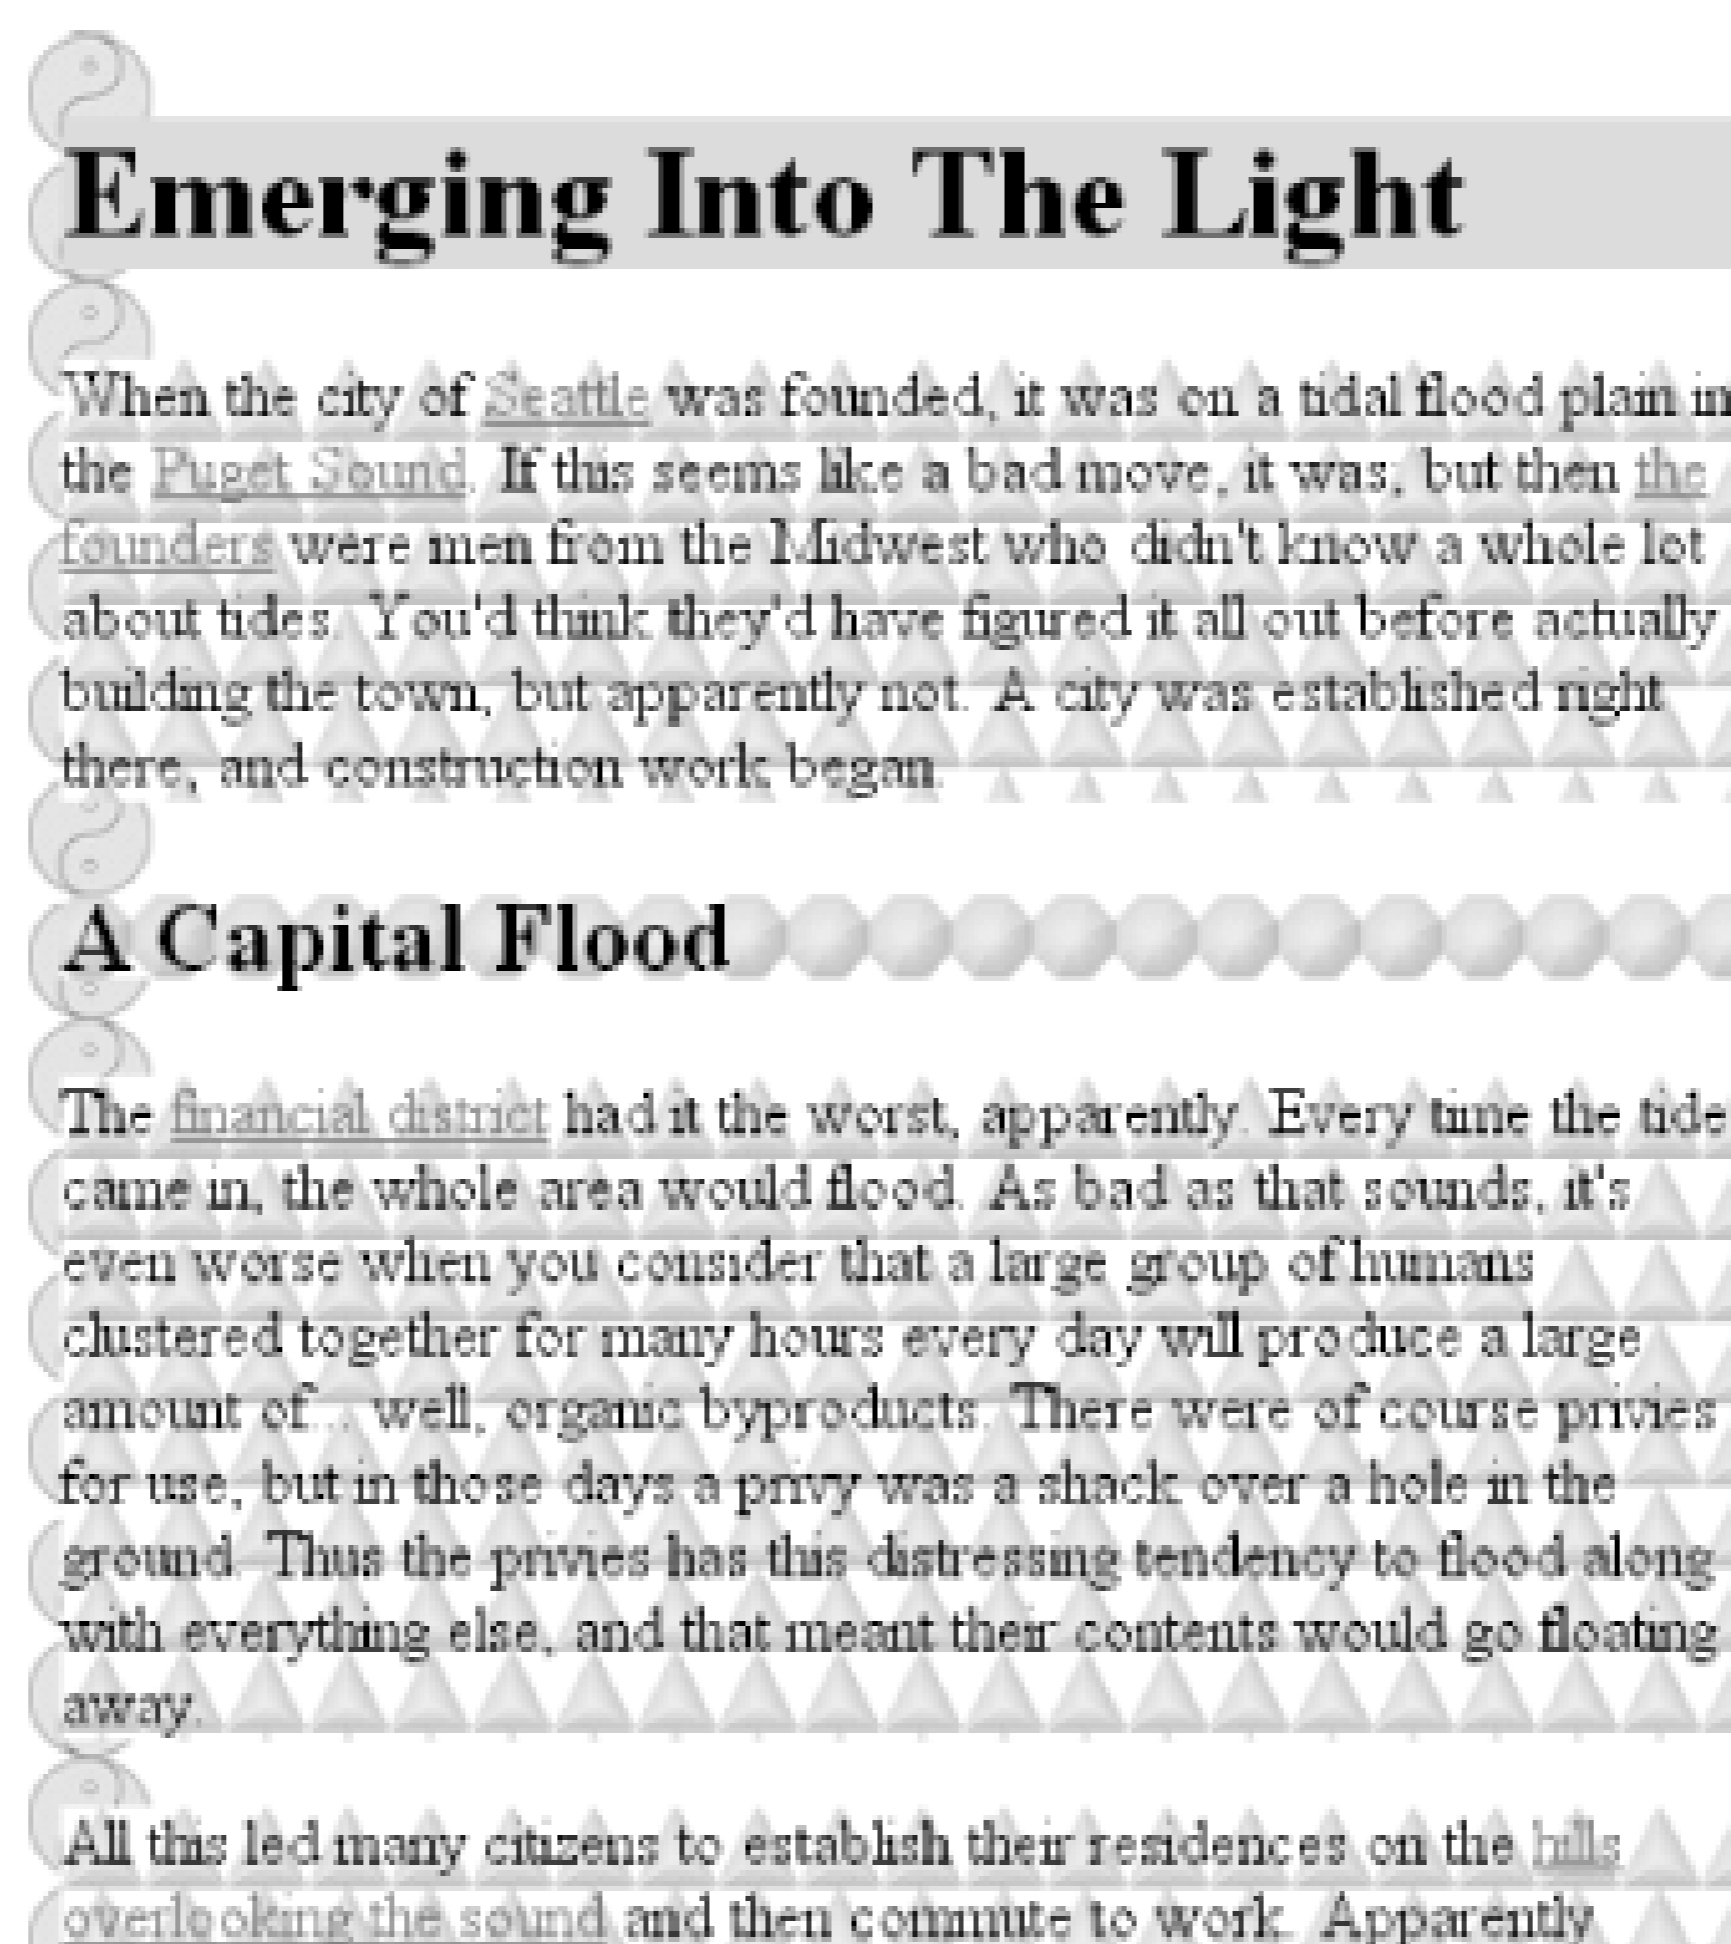 Emerging Into The Light
When the city of Seattle was founded, it was on a tidal flood plain in
the Puget Sound. If this seems like a bad move, it was; but then the
founders were men from the Midwest who didn't know a whole lot
about tides. You'd think they'd have figured it all out before actually
building the town, but apparently not. A city was established right
there, and construction work began.
A Capital Flood
The financial district had it the worst, apparently. Every time the tide
came in, the whole area would flood. As bad as that sounds, it's
even worse when you consider that a large group of humans
clustered together for many hours every day will produce a large
amount of... well, organic byproducts. There were of course privies
for use, but in those days a privy was a shack over a hole in the
ground. Thus the privies has this distressing tendency to flood along
with everything else, and that meant their contents would go floating
away.
All this led many citizens to establish their residences on the hills
overlooking the sound and then commute to work. Apparently